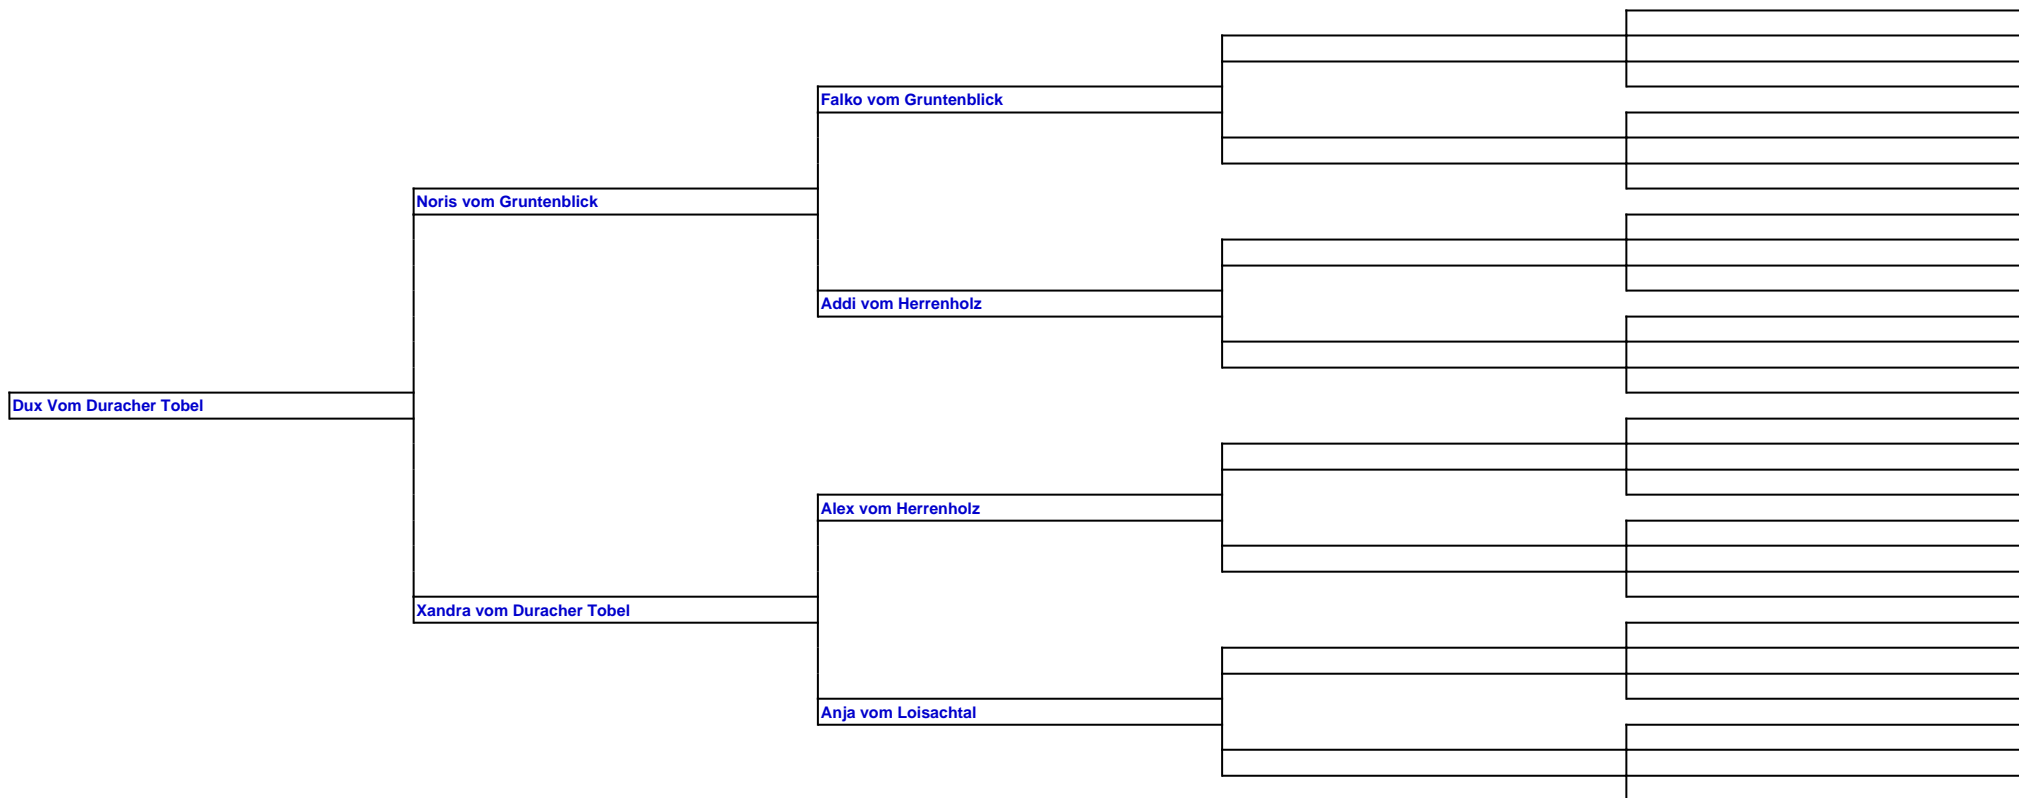 Falko vom Gruntenblick
Noris vom Gruntenblick
Addi vom Herrenholz
Dux Vom Duracher Tobel
Alex vom Herrenholz
Xandra vom Duracher Tobel
Anja vom Loisachtal